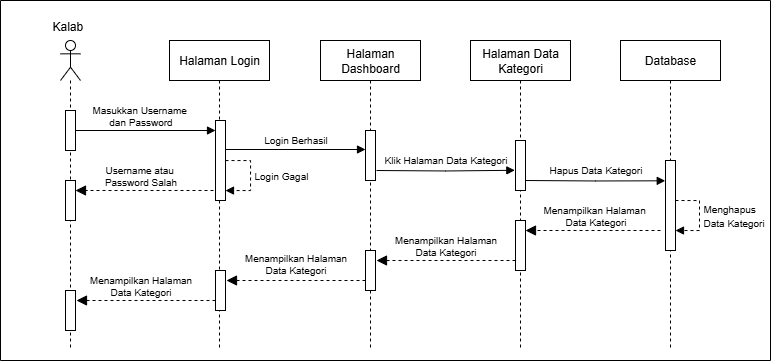 Kalab
Halaman Login
Halaman
Dashboard
Halaman Data
Kategori
Database
Masukkan Username
dan Password
Login Berhasil
Klik Halaman Data Kategori
Hapus Data Kategori
Username atau
Password Salah
Login Gagal
Menghapus
Data Kategori
Menampilkan Halaman
Data Kategori
Menampilkan Halaman
Data Kategori
Menampilkan Halaman
Data Kategori
Menampilkan Halaman
Data Kategori